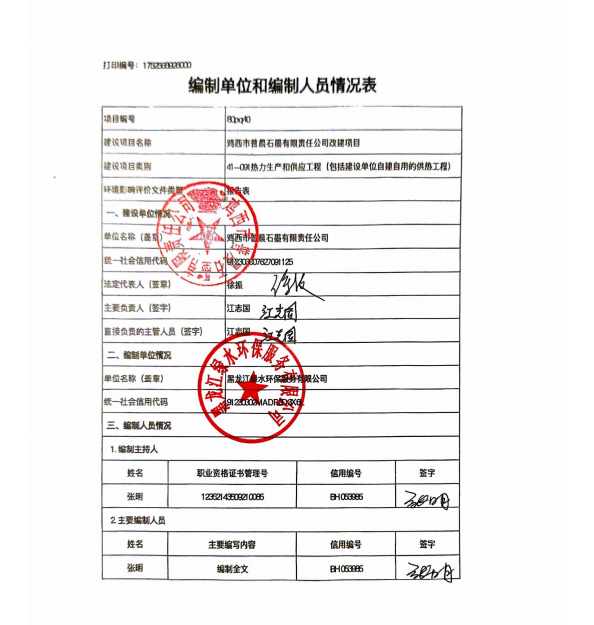 打印编号：1752589926000
编制单位和编制人员情况表
项目编号 80pq40
建设项目名称 鸡西市普晨石墨有限责任公司改建项目
建设项目类别 41—091热力生产和供应工程（包括建设单位自建自用的供热工程）
环境影响评价文件类型 报告表
一、建设单位情况
单位名称（盖章） 鸡西市普晨石墨有限责任公司
统一社会信用代码
法定代表人（签章） 徐振
主要负责人（签字） 江志国 江志国
直接负责的主管人员（签字） 江志国 江志国
二、编制单位情况
单位名称（盖章） 黑龙江绿水环保服务有限公司
黑龙江绿水环保服务有限公司
统一社会信用代码
三、编制人员情况
1.编制主持人
姓名 职业资格证书管理号 信用编号 签字
张明 12352143509210085 BH053985
2.主要编制人员
姓名 主要编写内容 信用编号 签字
张明 编制全文 BH053985